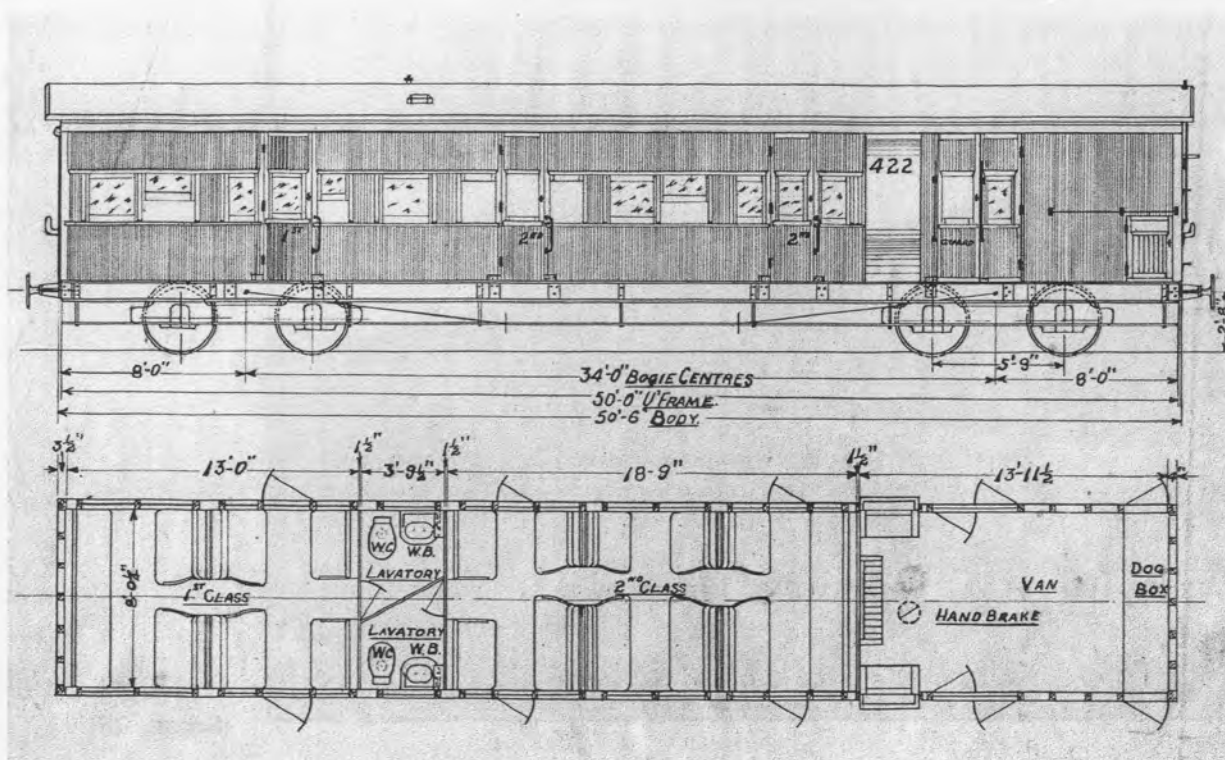 422
1ST
2ND
2ND
GUARD
8'-0"
34'-0" BOGIE CENTRES
5'-9"
8'-0"
50'-0" U'FRAME
50'-6" BODY.
3½"
13'-0"
1½"
3'-9½"
1½"
18-9"
1½"
13'-11½
W.C
W.B.
LAVATORY
8'-0½"
1ST CLASS
2ND CLASS
VAN
DOG
BOX
HAND BRAKE
LAVATORY
WC
W.B.